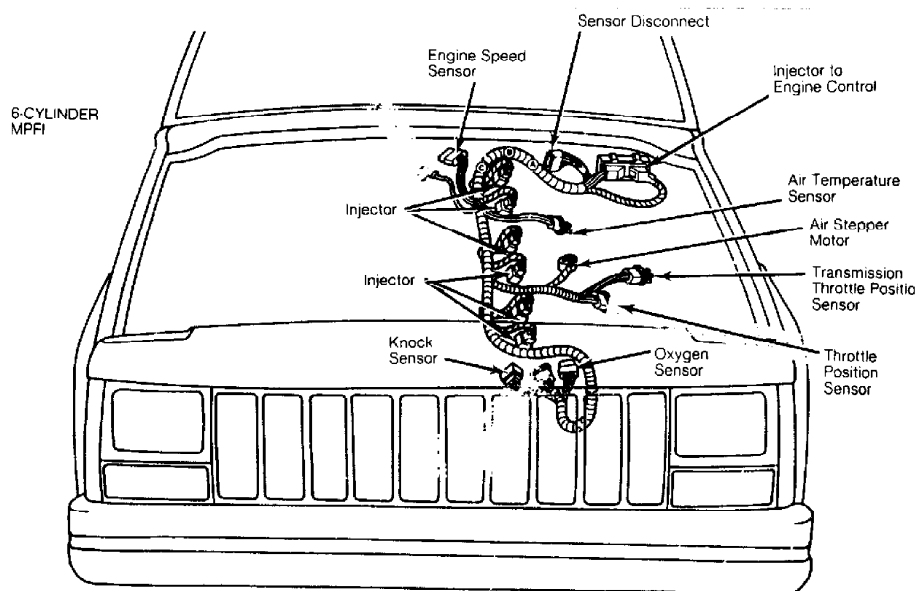 Sensor Disconnect
Engine Speed
Sensor
Injector to
Engine Control
6-CYLINDER
MPFI
Air Temperature
Sensor
Injector
Air Stepper
Motor
Injector
Transmission
Throttle Positio
Sensor
Knock
Sensor
Oxygen
Sensor
Throttle
Position
Sensor